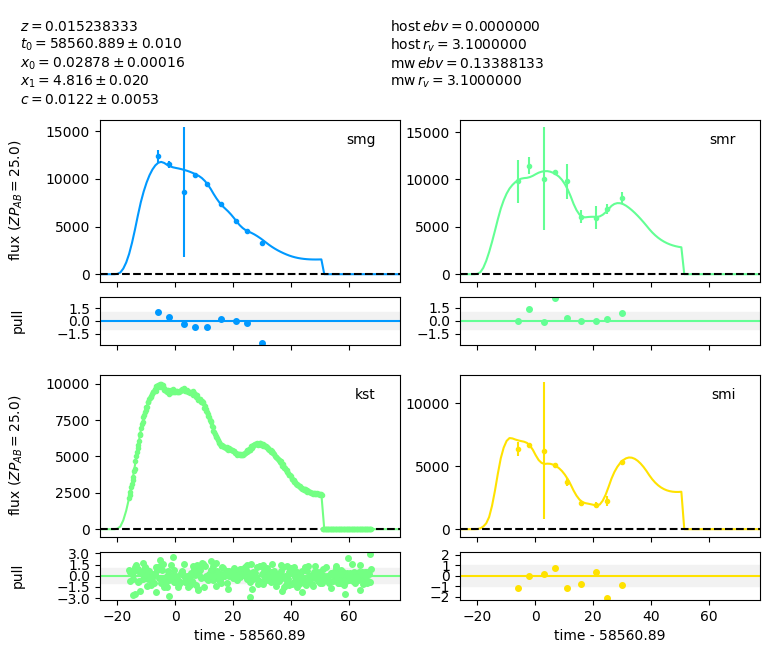 z = 0.015238333
t₀ = 58560.889 ± 0.010
x₀ = 0.02878 ± 0.00016
x₁ = 4.816 ± 0.020
c = 0.0122 ± 0.0053
host ebv = 0.0000000
host r_v = 3.1000000
mw ebv = 0.13388133
mw r_v = 3.1000000
flux (ZP_AB = 25.0)
15000
10000
5000
0
smg
15000
10000
5000
0
smr
pull
1.5
0.0
−1.5
1.5
0.0
−1.5
flux (ZP_AB = 25.0)
10000
7500
5000
2500
0
kst
10000
5000
0
smi
pull
3.0
1.5
0.0
−1.5
−3.0
−20 0 20 40 60
time - 58560.89
2
1
0
−1
−2
−20 0 20 40 60
time - 58560.89